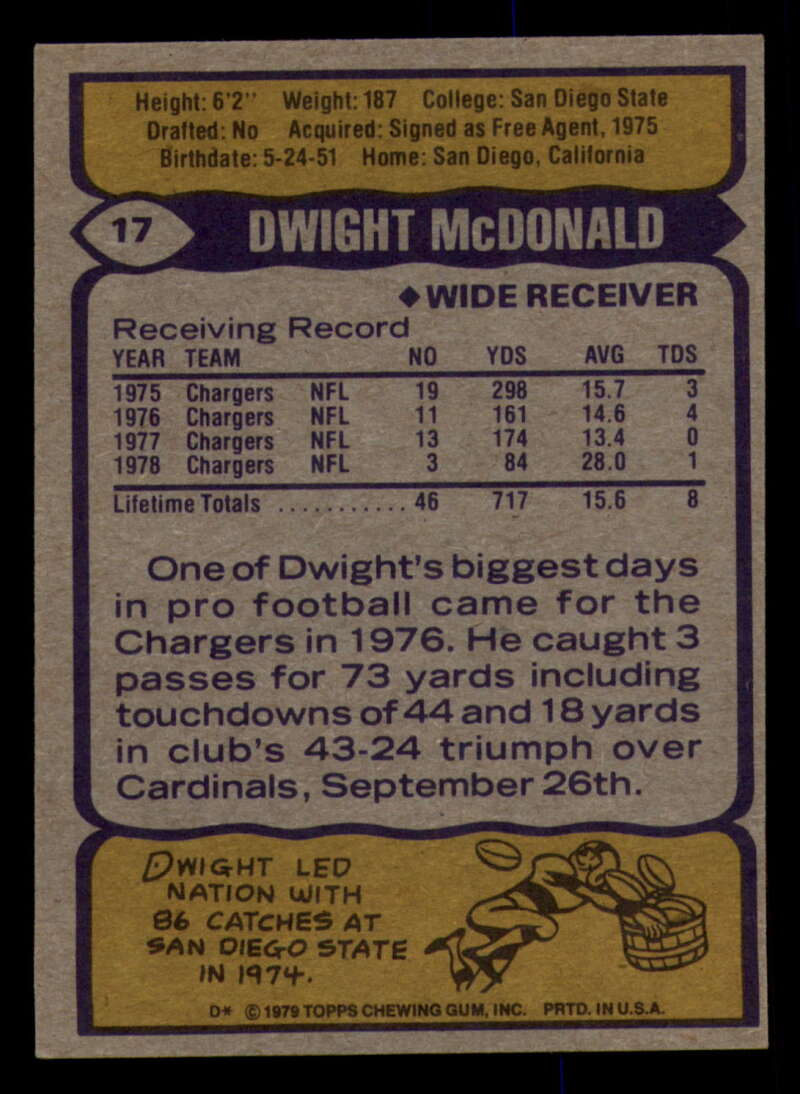 Height: 6'2" Weight: 187 College: San Diego State
Drafted: No Acquired: Signed as Free Agent, 1975
Birthdate: 5-24-51 Home: San Diego, California
17 DWIGHT McDONALD
◆ WIDE RECEIVER
Receiving Record
YEAR TEAM NO YDS AVG TDS
1975 Chargers NFL 19 298 15.7 3
1976 Chargers NFL 11 161 14.6 4
1977 Chargers NFL 13 174 13.4 0
1978 Chargers NFL 3 84 28.0 1
Lifetime Totals ............ 46 717 15.6 8
One of Dwight's biggest days
in pro football came for the
Chargers in 1976. He caught 3
passes for 73 yards including
touchdowns of 44 and 18 yards
in club's 43-24 triumph over
Cardinals, September 26th.
DWIGHT LED
NATION WITH
86 CATCHES AT
SAN DIEGO STATE
IN 1974.
D* © 1979 TOPPS CHEWING GUM, INC. PRTD. IN U.S.A.